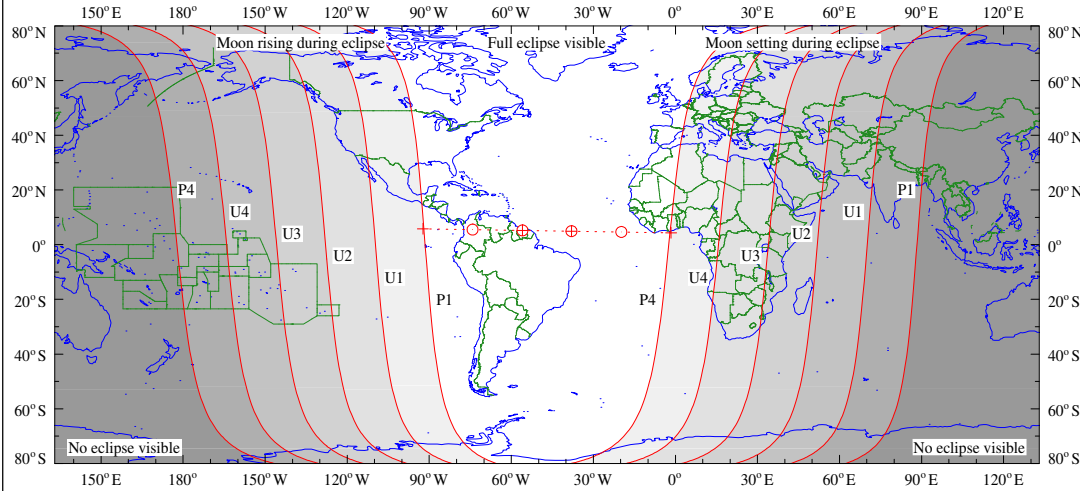 150° E 180° 150° W 120° W 90° W 60° W 30° W 0° 30° E 60° E 90° E 120° E
80° N 80° N
Moon rising during eclipse Full eclipse visible Moon setting during eclipse
60° N 60° N
40° N 40° N
20° N P4 P1 20° N
U4 U1
U3 U2
0° 0°
U2 U3
U1 U4
P1 P4
20° S 20° S
40° S 40° S
60° S 60° S
No eclipse visible No eclipse visible
80° S 80° S
150° E 180° 150° W 120° W 90° W 60° W 30° W 0° 30° E 60° E 90° E 120° E